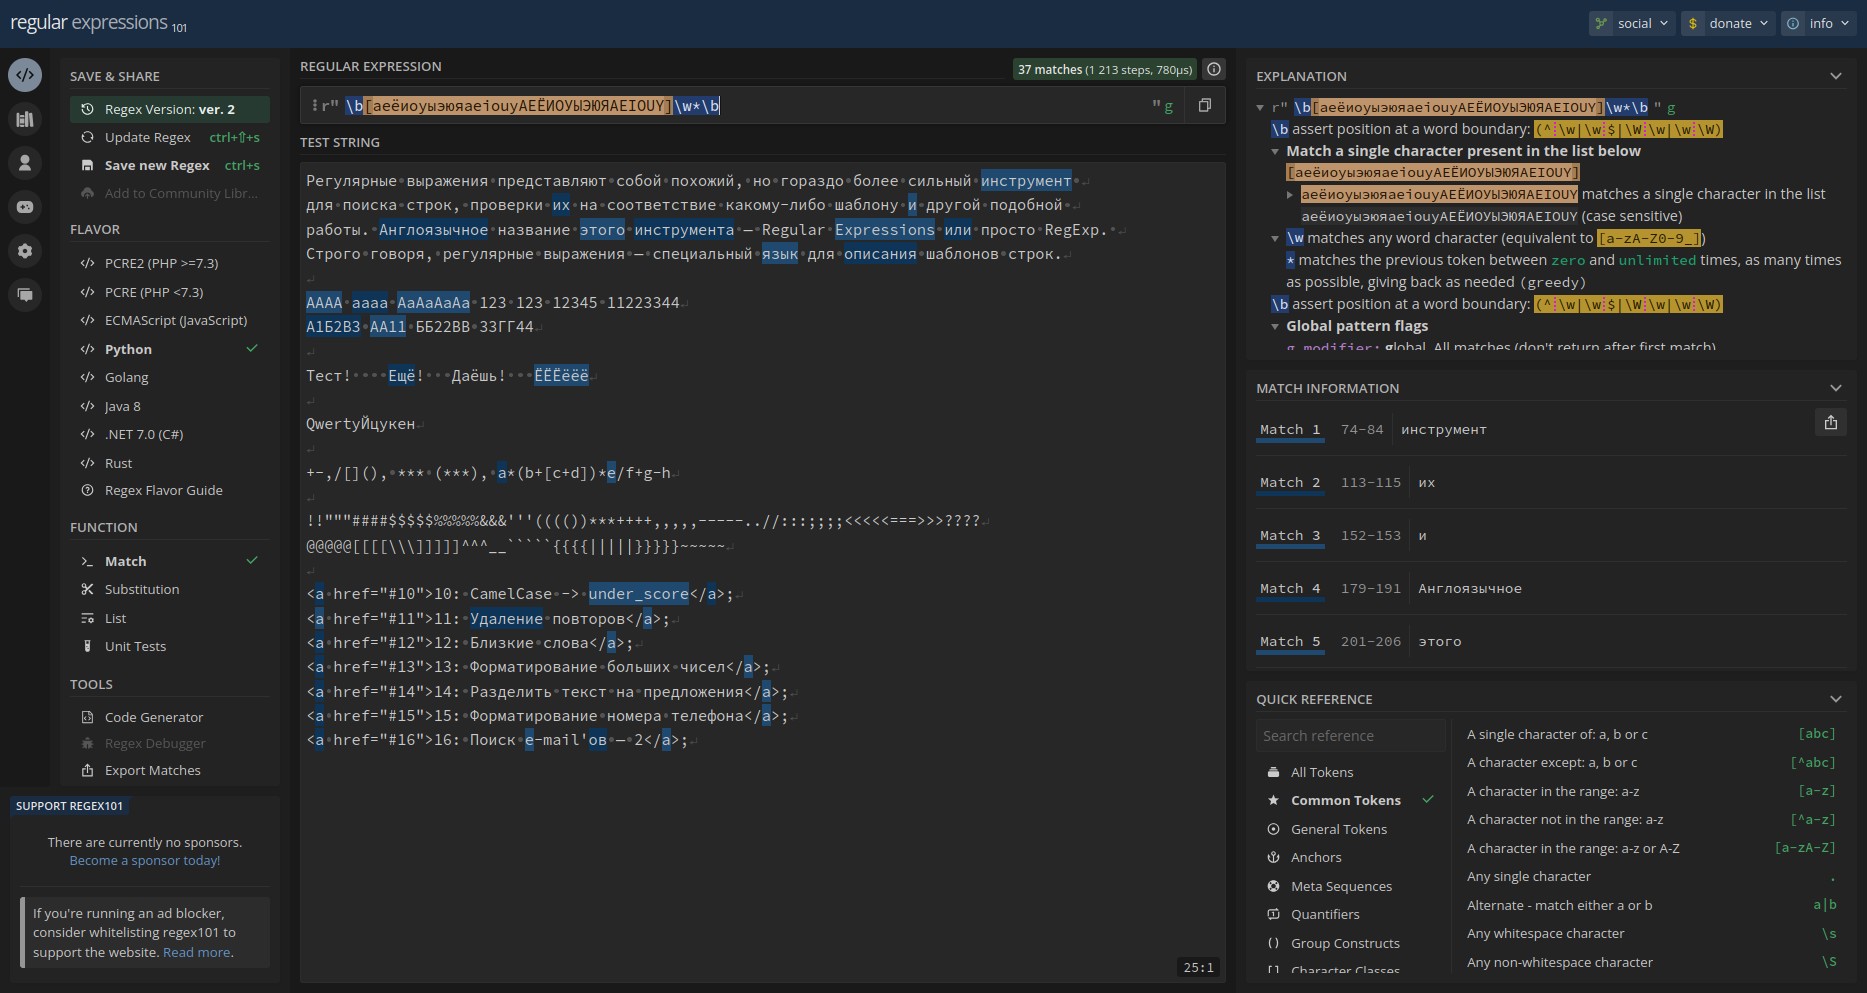 regular expressions 101
social
donate
info
SAVE & SHARE
Regex Version: ver. 2
Update Regex ctrl+⇧+s
Save new Regex ctrl+s
Add to Community Libr...
FLAVOR
PCRE2 (PHP >=7.3)
PCRE (PHP <7.3)
ECMAScript (JavaScript)
Python
Golang
Java 8
.NET 7.0 (C#)
Rust
Regex Flavor Guide
FUNCTION
Match
Substitution
List
Unit Tests
TOOLS
Code Generator
Regex Debugger
Export Matches
SUPPORT REGEX101
There are currently no sponsors.
Become a sponsor today!
If you're running an ad blocker,
consider whitelisting regex101 to
support the website. Read more.
REGULAR EXPRESSION
37 matches (1 213 steps, 780µs)
r" \b[аеёиоуыэюяaeiouyАЕЁИОУЫЭЮЯAEIOUY]\w*\b " g
TEST STRING
Регулярные выражения представляют собой похожий, но гораздо более сильный инструмент
для поиска строк, проверки их на соответствие какому-либо шаблону и другой подобной
работы. Англоязычное название этого инструмента — Regular Expressions или просто RegExp.
Строго говоря, регулярные выражения — специальный язык для описания шаблонов строк.
AAAA aaaa AaAaAaAa 123 123 12345 11223344
А1Б2В3 АА11 ББ22ВВ 33ГГ44
Тест! Ещё! Даёшь! ЁЁЁёёё
QwertyЙцукен
+-,/[](), *** (***), a*(b+[c+d])*e/f+g-h
!!"""####$$$$$%%%%%&&&'''(((())***++++,,,,,-----..//:::;;;;<<<<<===>>>????
@@@@@[[[[\\\]]]]]^^^__`````{{{{|||||}}}}}~~~~~
<a href="#10">10: CamelCase -> under_score</a>;
<a href="#11">11: Удаление повторов</a>;
<a href="#12">12: Близкие слова</a>;
<a href="#13">13: Форматирование больших чисел</a>;
<a href="#14">14: Разделить текст на предложения</a>;
<a href="#15">15: Форматирование номера телефона</a>;
<a href="#16">16: Поиск e-mail'ов — 2</a>;
25:1
EXPLANATION
r" \b[аеёиоуыэюяaeiouyАЕЁИОУЫЭЮЯAEIOUY]\w*\b " g
\b assert position at a word boundary: (^\w|\w$|\W\w|\w\W)
Match a single character present in the list below
[аеёиоуыэюяaeiouyАЕЁИОУЫЭЮЯAEIOUY]
аеёиоуыэюяaeiouyАЕЁИОУЫЭЮЯAEIOUY matches a single character in the list
аеёиоуыэюяaeiouyАЕЁИОУЫЭЮЯAEIOUY (case sensitive)
\w matches any word character (equivalent to [a-zA-Z0-9_])
* matches the previous token between zero and unlimited times, as many times
as possible, giving back as needed (greedy)
\b assert position at a word boundary: (^\w|\w$|\W\w|\w\W)
Global pattern flags
g modifier: global. All matches (don't return after first match)
MATCH INFORMATION
Match 1 74-84 инструмент
Match 2 113-115 их
Match 3 152-153 и
Match 4 179-191 Англоязычное
Match 5 201-206 этого
QUICK REFERENCE
Search reference
All Tokens
Common Tokens
General Tokens
Anchors
Meta Sequences
Quantifiers
Group Constructs
Character Classes
A single character of: a, b or c [abc]
A character except: a, b or c [^abc]
A character in the range: a-z [a-z]
A character not in the range: a-z [^a-z]
A character in the range: a-z or A-Z [a-zA-Z]
Any single character .
Alternate - match either a or b a|b
Any whitespace character \s
Any non-whitespace character \S